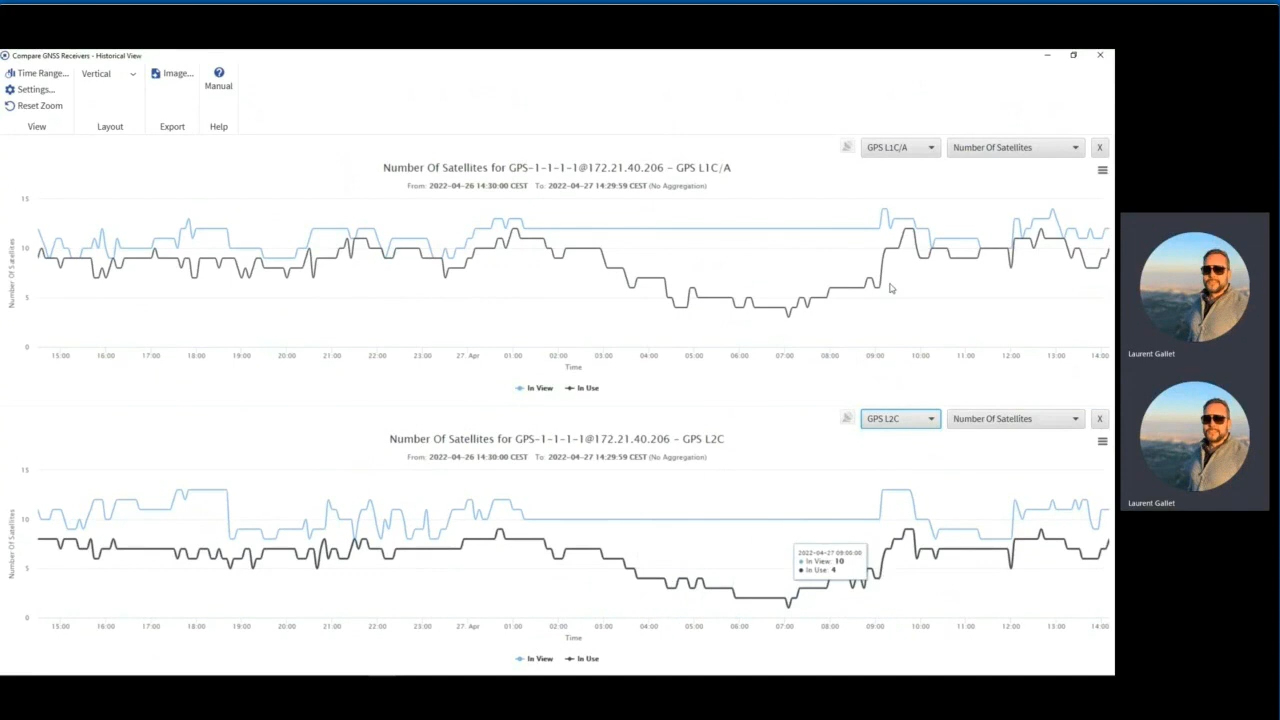 Compare GNSS Receivers - Historical View
Time Range... Vertical Image... Manual
Settings...
Reset Zoom
View Layout Export Help
GPS L1C/A Number Of Satellites X
Number Of Satellites for GPS-1-1-1-1@172.21.40.206 - GPS L1C/A
From: 2022-04-26 14:30:00 CEST To: 2022-04-27 14:29:59 CEST (No Aggregation)
Number Of Satellites
15
10
5
0
15:00 16:00 17:00 18:00 19:00 20:00 21:00 22:00 23:00 27. Apr 01:00 02:00 03:00 04:00 05:00 06:00 07:00 08:00 09:00 10:00 11:00 12:00 13:00 14:00
Time
In View In Use
GPS L2C Number Of Satellites X
Number Of Satellites for GPS-1-1-1-1@172.21.40.206 - GPS L2C
From: 2022-04-26 14:30:00 CEST To: 2022-04-27 14:29:59 CEST (No Aggregation)
Number Of Satellites
15
10
5
0
2022-04-27 09:00:00
In View: 10
In Use: 4
15:00 16:00 17:00 18:00 19:00 20:00 21:00 22:00 23:00 27. Apr 01:00 02:00 03:00 04:00 05:00 06:00 07:00 08:00 09:00 10:00 11:00 12:00 13:00 14:00
Time
In View In Use
Laurent Gallet
Laurent Gallet